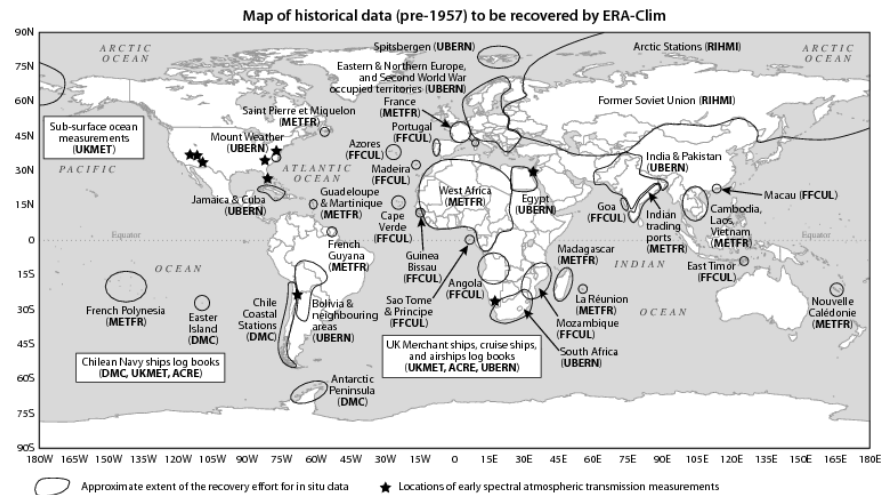 Map of historical data (pre-1957) to be recovered by ERA-Clim
90N
75N
60N
45N
30N
15N
0
15S
30S
45S
60S
75S
90S
ARCTIC
OCEAN
Spitsbergen (UBERN)
Arctic Stations (RIHMI)
ARCTIC
OCEAN
Eastern & Northern Europe,
and Second World War
occupied territories (UBERN)
Former Soviet Union (RIHMI)
France
(METFR)
Saint Pierre et Miquelon
(METFR)
Sub-surface ocean
measurements
(UKMET)
Mount Weather
(UBERN)
Portugal
(FFCUL)
Azores
(FFCUL)
PACIFIC
ATLANTIC
OCEAN
Madeira
(FFCUL)
India & Pakistan
(UBERN)
Jamaica & Cuba
(UBERN)
Guadeloupe
& Martinique
(METFR)
West Africa
(METFR)
Egypt
(UBERN)
Goa
(FFCUL)
Indian
trading
ports
(METFR)
Macau (FFCUL)
Cambodia,
Laos,
Vietnam
(METFR)
Cape
Verde
(FFCUL)
Equator
Equator
French
Guyana
(METFR)
Guinea
Bissau
(FFCUL)
Madagascar
(METFR)
INDIAN
East Timor
(FFCUL)
OCEAN
Angola
(FFCUL)
French Polynesia
(METFR)
Easter
Island
(DMC)
Chile
Coastal
Stations
(DMC)
Bolivia &
neighbouring
areas
(UBERN)
Sao Tome
& Principe
(FFCUL)
La Réunion
(METFR)
OCEAN
Nouvelle
Calédonie
(METFR)
Mozambique
(FFCUL)
South Africa
(UBERN)
Chilean Navy ships log books
(DMC, UKMET, ACRE)
UK Merchant ships, cruise ships,
and airships log books
(UKMET, ACRE, UBERN)
Antarctic
Peninsula
(DMC)
180W 165W 150W 135W 120W 105W 90W 75W 60W 45W 30W 15W 0 15E 30E 45E 60E 75E 90E 105E 120E 135E 150E 165E 180E
Approximate extent of the recovery effort for in situ data
Locations of early spectral atmospheric transmission measurements